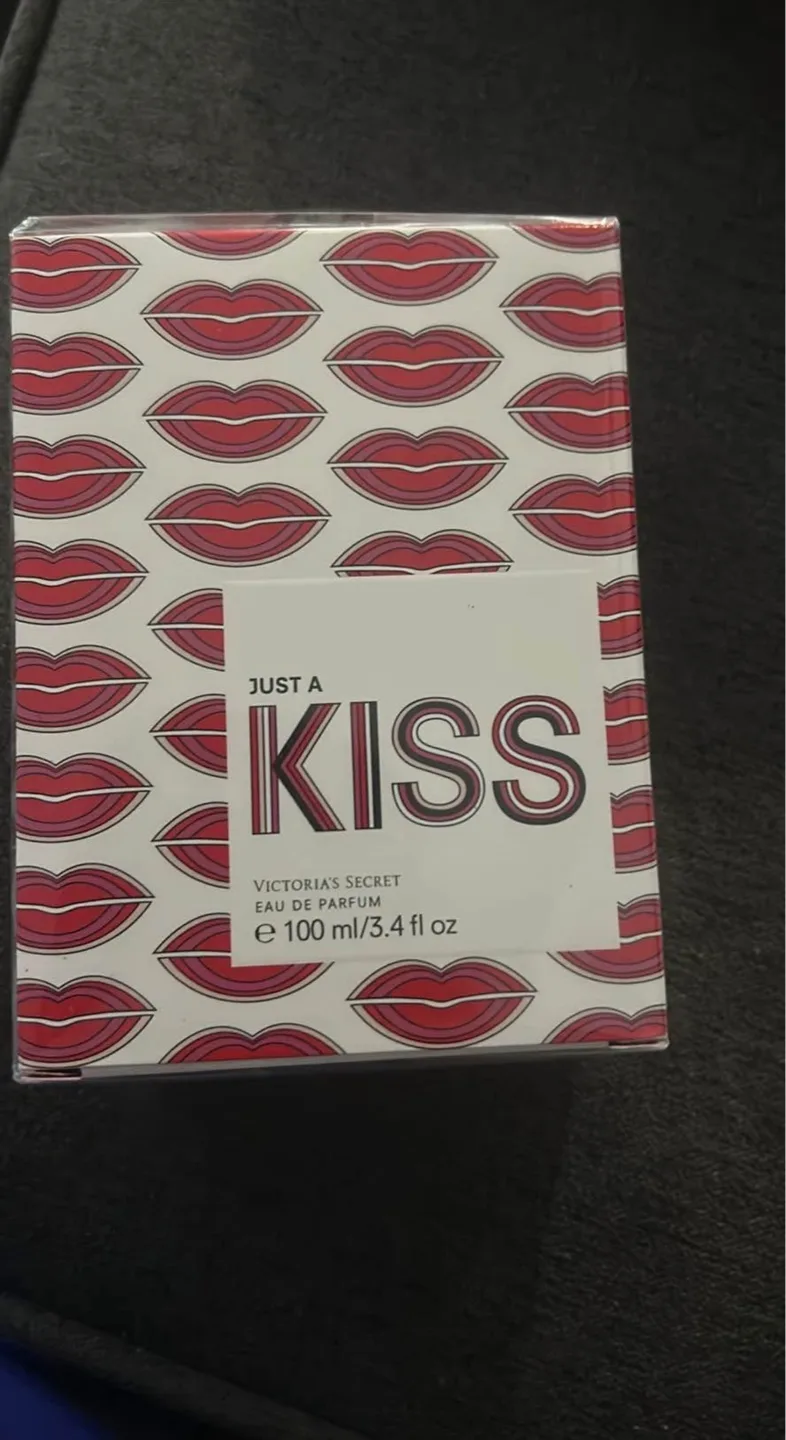 JUST A
KISS
VICTORIA'S SECRET
EAU DE PARFUM
℮ 100 ml/3.4 fl oz